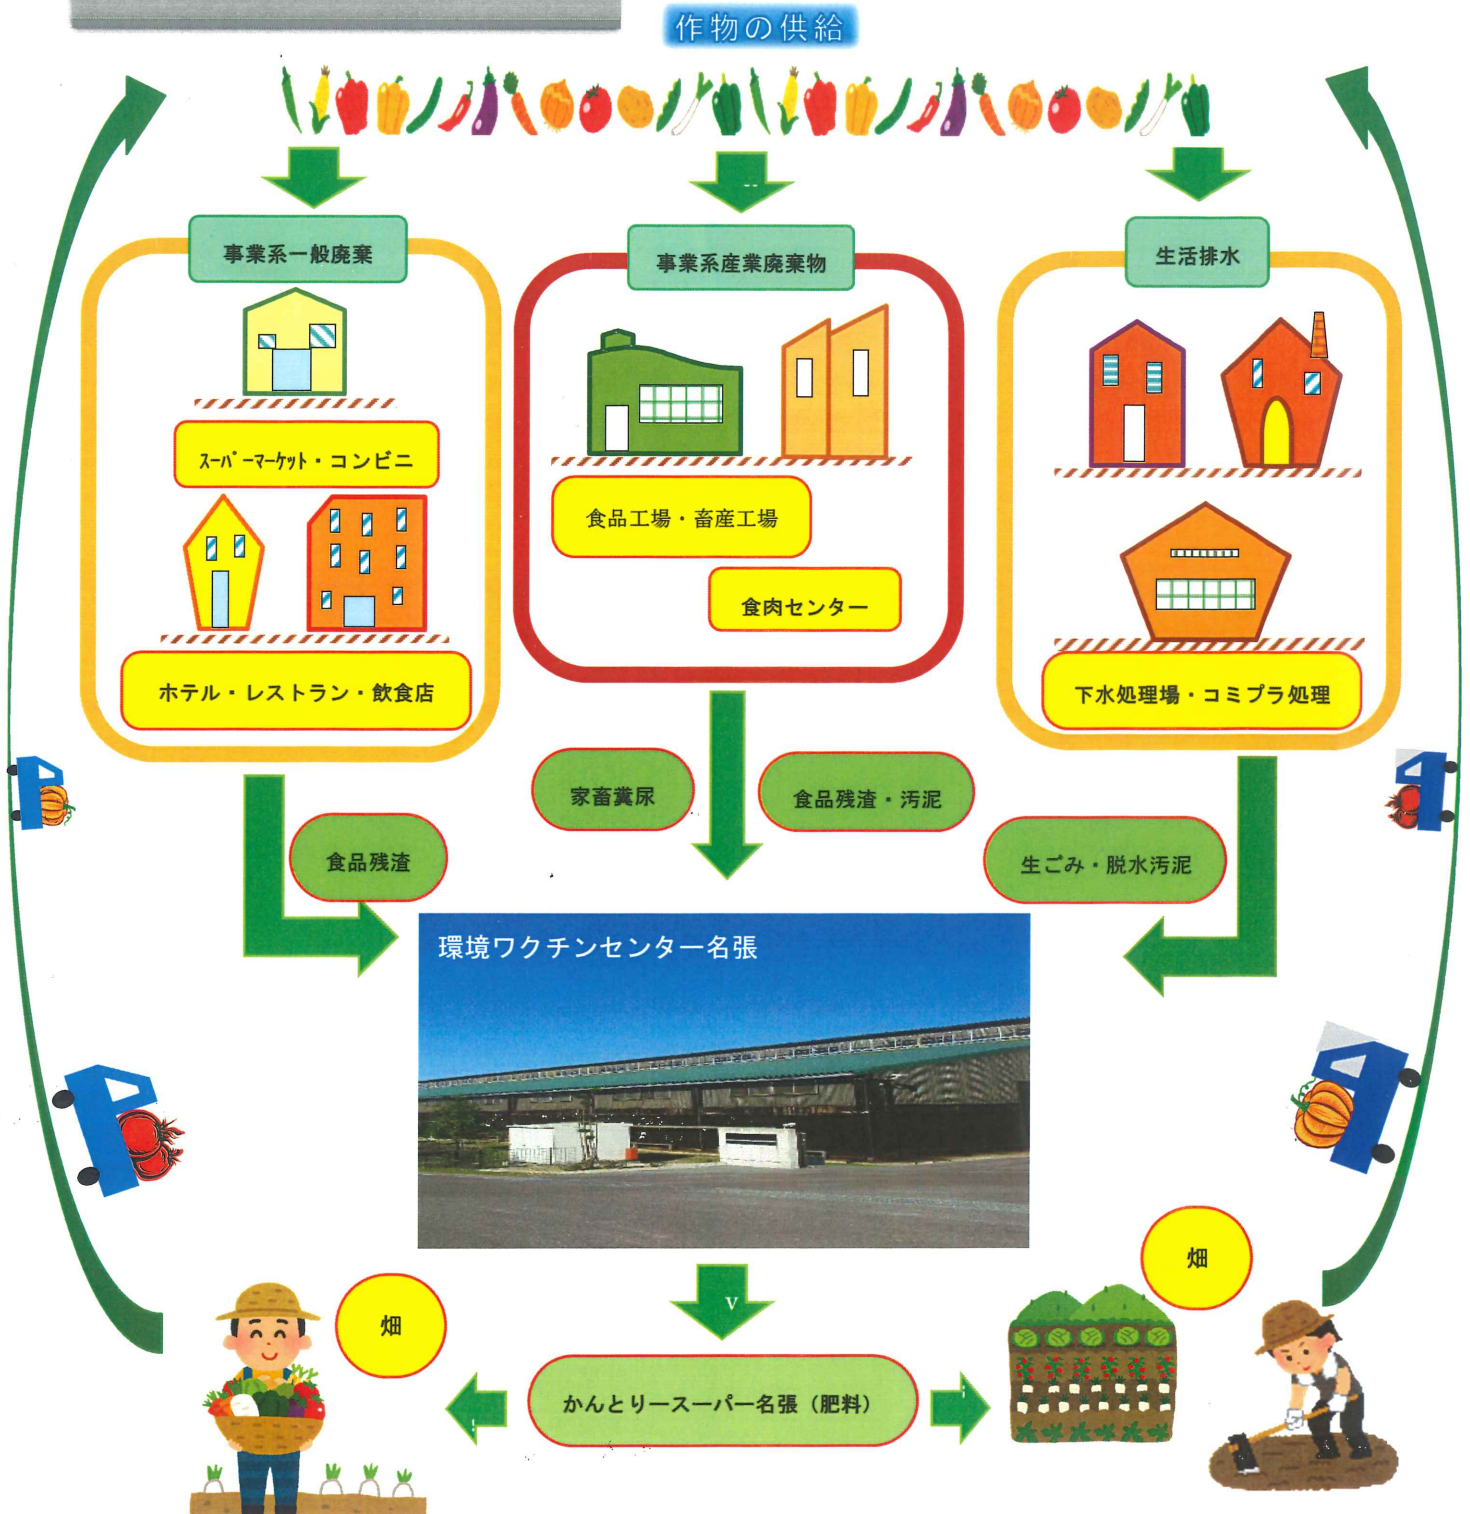 作物の供給
事業系一般廃棄
事業系産業廃棄物
生活排水
ｽｰﾊﾟｰﾏｰｹｯﾄ・コンビニ
食品工場・畜産工場
食肉センター
ホテル・レストラン・飲食店
下水処理場・コミプラ処理
家畜糞尿
食品残渣・汚泥
食品残渣
生ごみ・脱水汚泥
環境ワクチンセンター名張
畑
畑
v
かんとりースーパー名張（肥料）